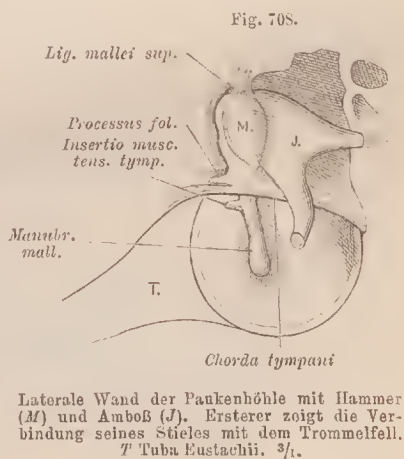 Fig. 708.
Lig. mallei sup.
Processus fol.
Insertio musc.
tens. tymp.
M.
J.
Manubr.
mall.
T.
Chorda tympani
Laterale Wand der Paukenhöhle mit Hammer
(M) und Amboß (J). Ersterer zeigt die Ver-
bindung seines Stieles mit dem Trommelfell.
T Tuba Eustachii. 3/1.